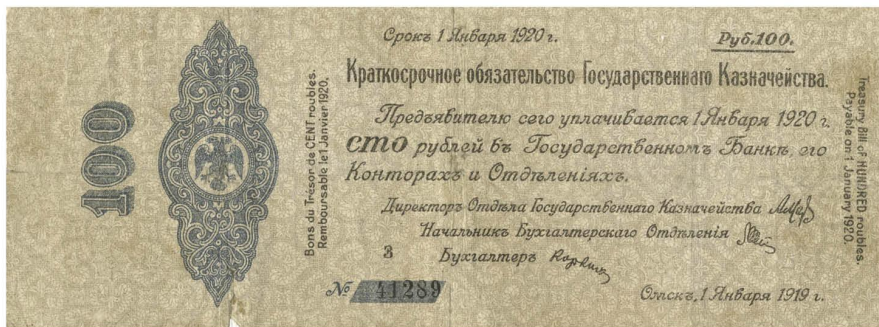 Срокъ 1 Января 1920 г.
Руб. 100.
Краткосрочное обязательство Государственнаго Казначейства.
Предъявителю сего уплачивается 1 Января 1920 г.
СТО рублей въ Государственномъ Банкѣ, его
Конторахъ и Отдѣленіяхъ.
Директоръ Отдѣла Государственнаго Казначейства
Начальникъ Бухгалтерскаго Отдѣленія
3 Бухгалтеръ
№ 41289
Омскъ, 1 Января 1919 г.
100
Bons du Trésor de CENT roubles.
Remboursable le 1 Janvier 1920.
Treasury Bill of HUNDRED roubles.
Payable on 1 January 1920.